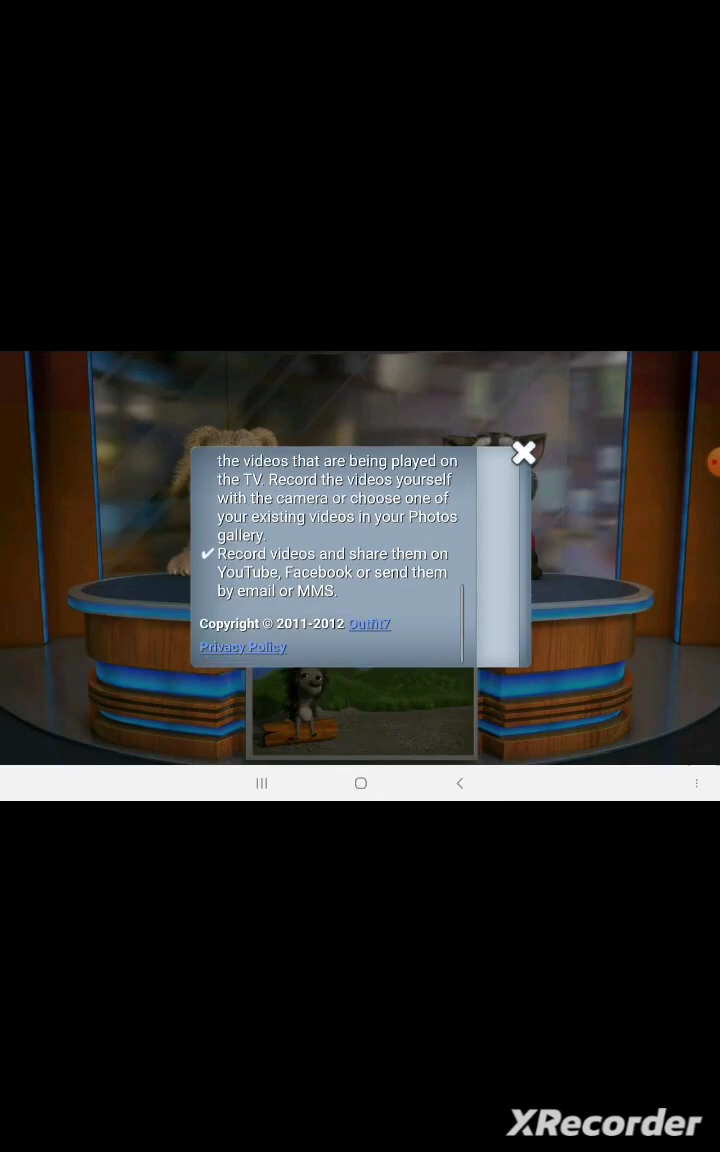 the videos that are being played on
the TV. Record the videos yourself
with the camera or choose one of
your existing videos in your Photos
gallery.
✔Record videos and share them on
YouTube, Facebook or send them
by email or MMS.
Copyright © 2011-2012 Outfit7
Privacy Policy
XRecorder